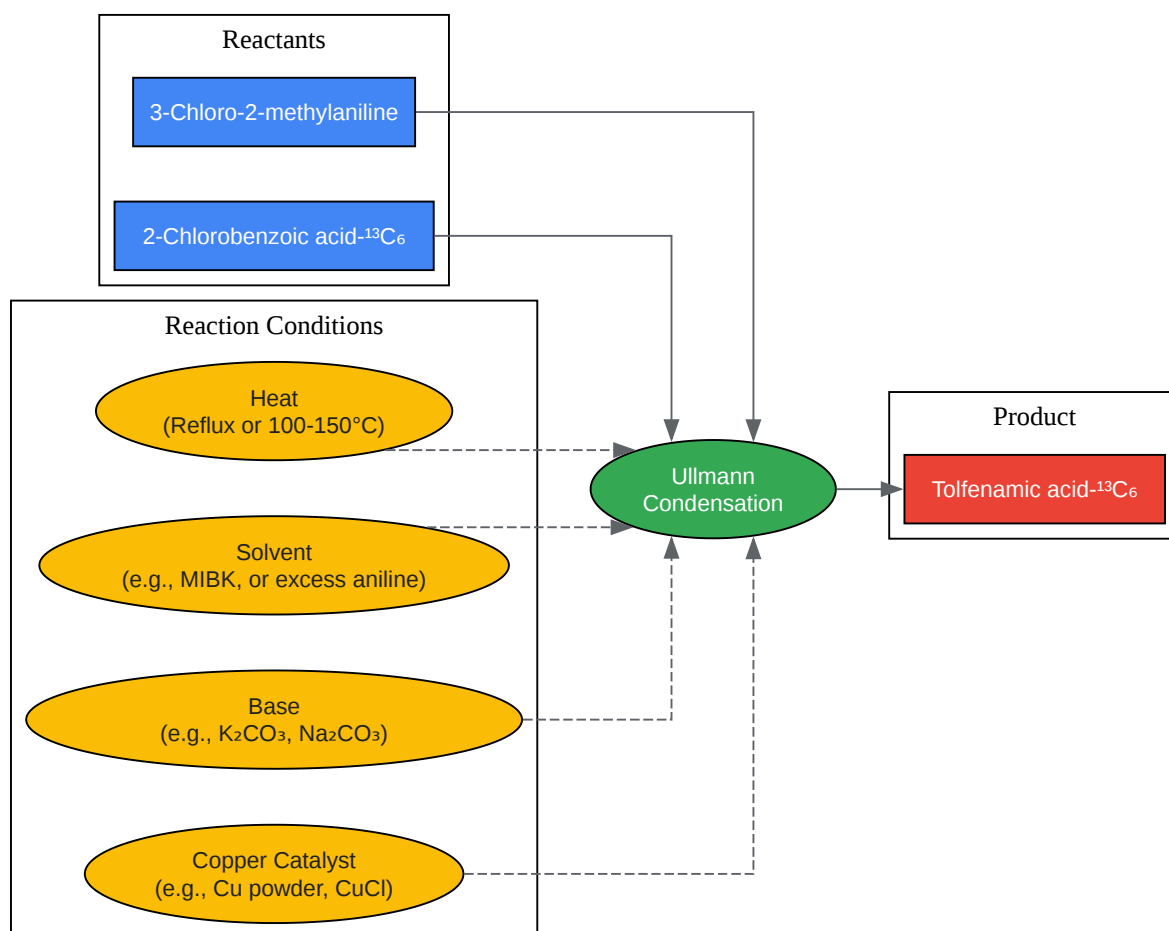 Reactants
3-Chloro-2-methylaniline
2-Chlorobenzoic acid-¹³C₆
Reaction Conditions
Heat
(Reflux or 100-150°C)
Solvent
(e.g., MIBK, or excess aniline)
Base
(e.g., K₂CO₃, Na₂CO₃)
Copper Catalyst
(e.g., Cu powder, CuCl)
Ullmann
Condensation
Product
Tolfenamic acid-¹³C₆